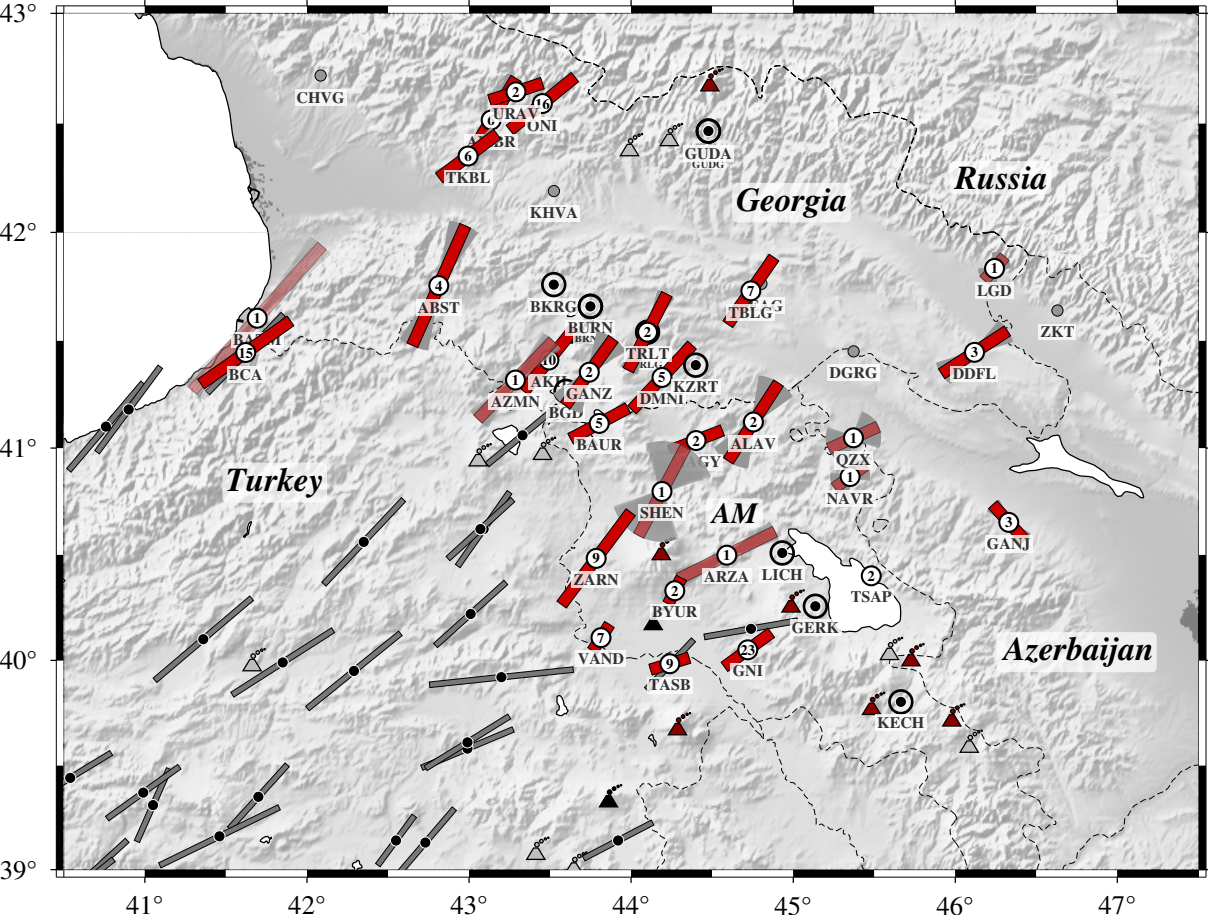 43°
CHVG
2
16
URAV
ONI
6
TKBL
GUDA
GUDG
Russia
KHVA
Georgia
42°
1
LGD
4
ABST
BKRG
7
TBLG
BURN
ZKT
1
15
BCA
2
TRLT
10
DGRG
3
DDFL
1
AZMN
GANZ
5
5
DMNI
KZRT
BGD
41°
5
BAUR
2
ALAV
2
1
QZX
1
NAVR
Turkey
1
SHEN
AM
3
GANJ
9
ZARN
1
ARZA
LICH
2
TSAP
2
BYUR
GERK
7
VAND
23
GNI
Azerbaijan
40°
9
TASB
KECH
39°
41°
42°
43°
44°
45°
46°
47°